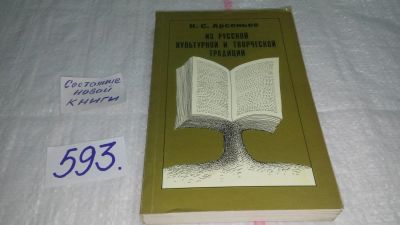 Состояние
новой
книги
593.
Н. С. Арсеньев
ИЗ РУССКОЙ
КУЛЬТУРНОЙ И ТВОРЧЕСКОЙ
ТРАДИЦИИ